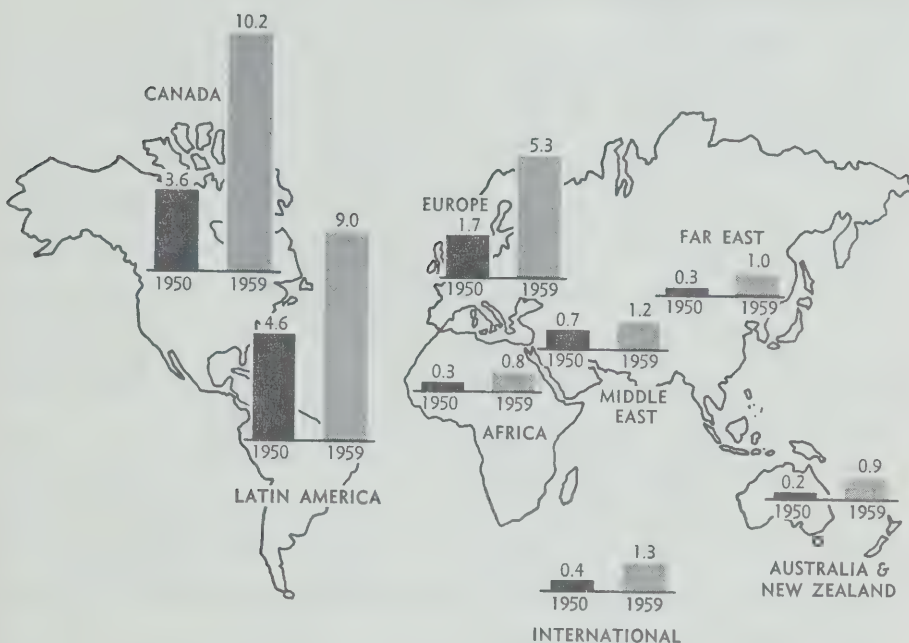 10.2
CANADA
3.6
1950 1959
9.0
4.6
1950 1959
LATIN AMERICA
5.3
EUROPE
1.7
1950 1959
FAR EAST
0.3 1.0
1950 1959
0.7 1.2
1950 1959
MIDDLE
EAST
0.3 0.8
1950 1959
AFRICA
0.2 0.9
1950 1959
AUSTRALIA &
NEW ZEALAND
0.4 1.3
1950 1959
INTERNATIONAL